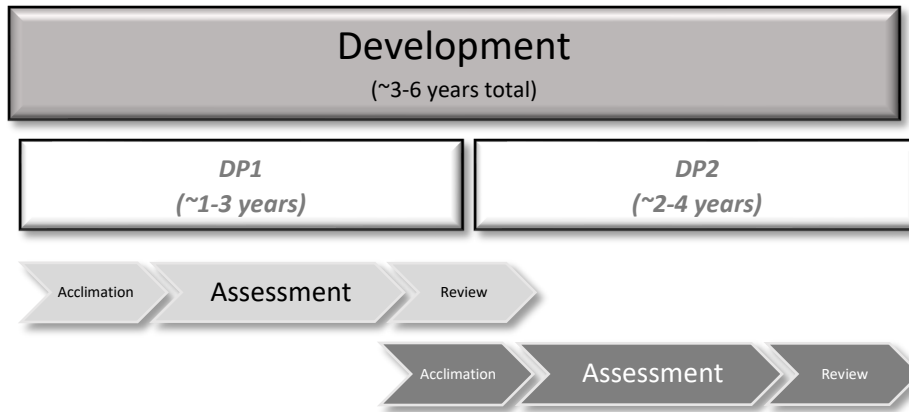 Development
(~3-6 years total)
DP1
(~1-3 years)
DP2
(~2-4 years)
Acclimation
Assessment
Review
Acclimation
Assessment
Review